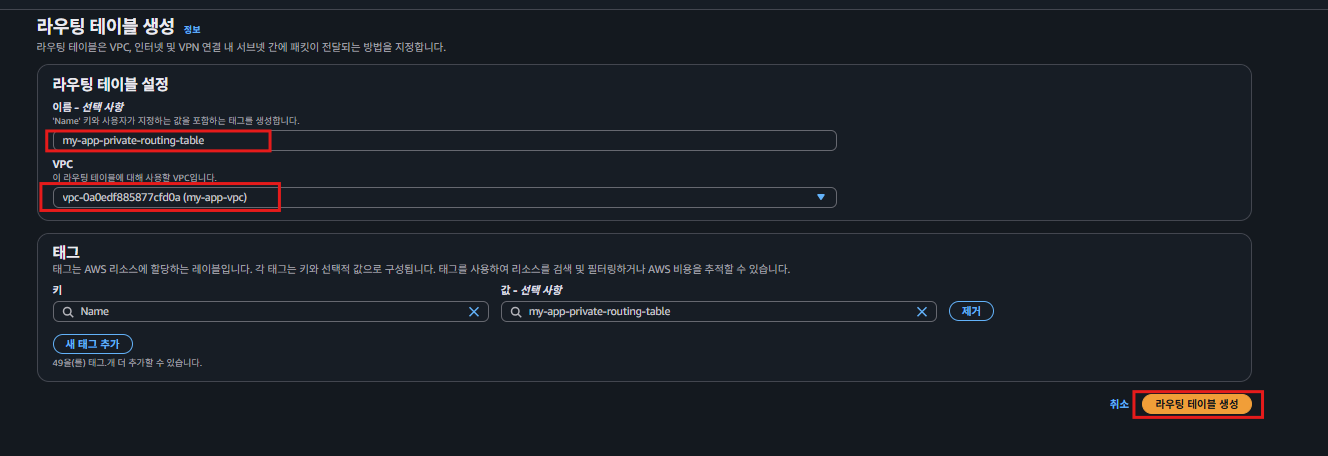 라우팅 테이블 생성 정보
라우팅 테이블은 VPC, 인터넷 및 VPN 연결 내 서브넷 간에 패킷이 전달되는 방법을 지정합니다.
라우팅 테이블 설정
이름 - 선택 사항
'Name' 키와 사용자가 지정하는 값을 포함하는 태그를 생성합니다.
my-app-private-routing-table
VPC
이 라우팅 테이블에 대해 사용할 VPC입니다.
vpc-0a0edf885877cfd0a (my-app-vpc)
태그
태그는 AWS 리소스에 할당하는 레이블입니다. 각 태그는 키와 선택적 값으로 구성됩니다. 태그를 사용하여 리소스를 검색 및 필터링하거나 AWS 비용을 추적할 수 있습니다.
키 값 - 선택 사항
Name my-app-private-routing-table 제거
새 태그 추가
49을(를) 태그.개 더 추가할 수 있습니다.
취소 라우팅 테이블 생성